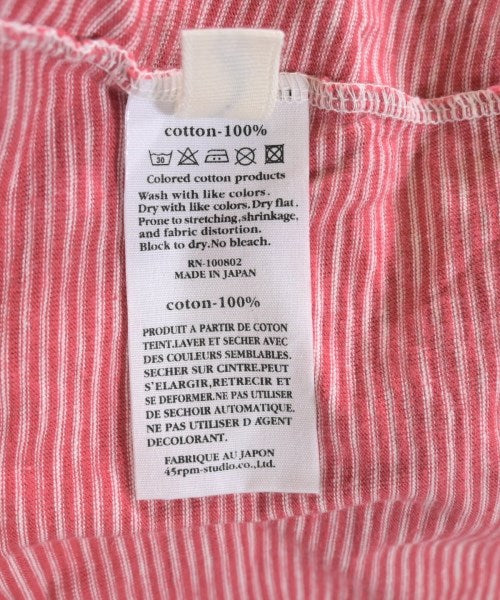 cotton-100%
30
Colored cotton products
Wash with like colors.
Dry with like colors. Dry flat.
Prone to stretching, shrinkage,
and fabric distortion.
Block to dry. No bleach.
RN-100802
MADE IN JAPAN
coton-100%
PRODUIT A PARTIR DE COTON
TEINT.LAVER ET SECHER AVEC
DES COULEURS SEMBLABLES.
SECHER SUR CINTRE.PEUT
S'ELARGIR,RETRECIR ET
SE DEFORMER.NE PAS UTILISER
DE SECHOIR AUTOMATIQUE.
NE PAS UTILISER D'AGENT
DECOLORANT.
FABRIQUE AU JAPON
45rpm-studio.co.,Ltd.